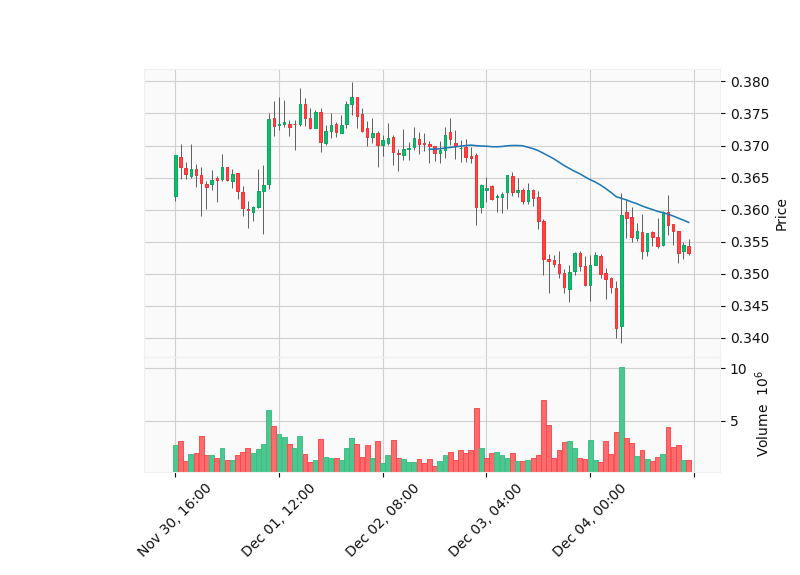 0.380
0.375
0.370
0.365
0.360
0.355
0.350
0.345
0.340
Price
10
5
Volume 10^6
Nov 30, 16:00
Dec 01, 12:00
Dec 02, 08:00
Dec 03, 04:00
Dec 04, 00:00